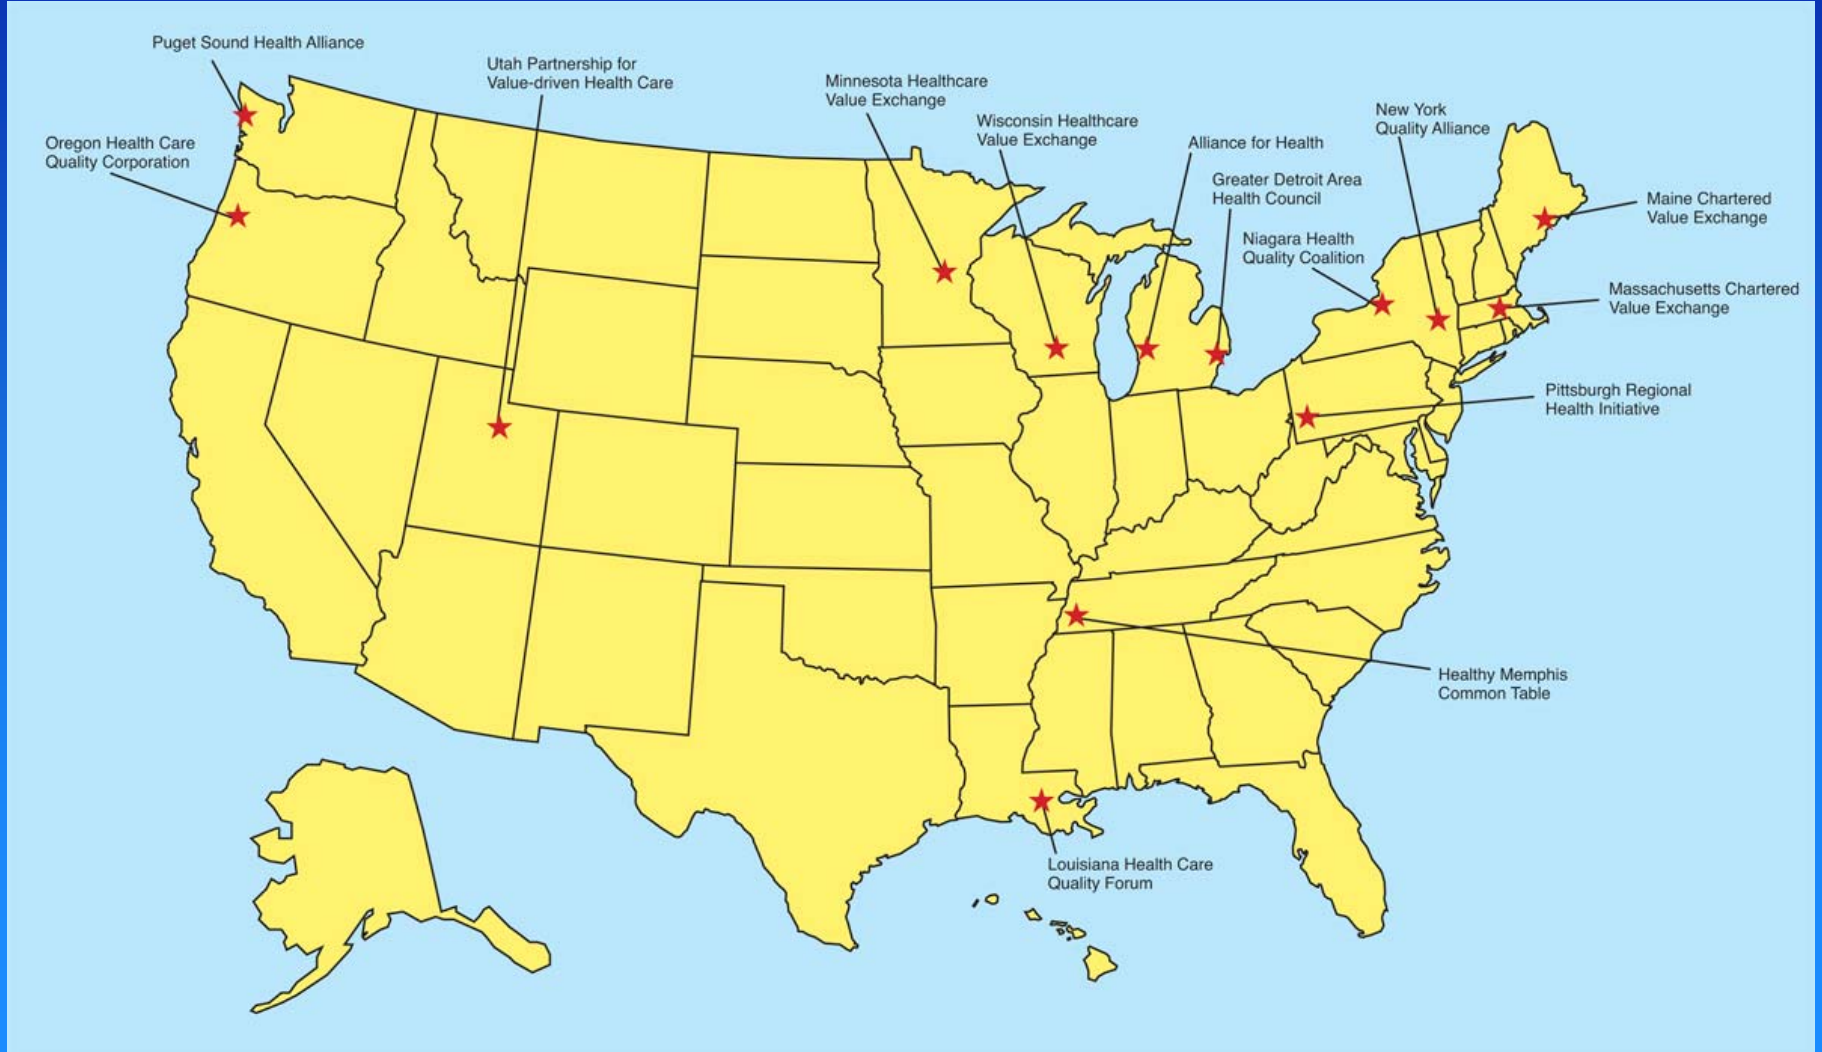 Puget Sound Health Alliance
Utah Partnership for
Value-driven Health Care
Minnesota Healthcare
Value Exchange
Wisconsin Healthcare
Value Exchange
New York
Quality Alliance
Oregon Health Care
Quality Corporation
Alliance for Health
Greater Detroit Area
Health Council
Maine Chartered
Value Exchange
Niagara Health
Quality Coalition
Massachusetts Chartered
Value Exchange
Pittsburgh Regional
Health Initiative
Healthy Memphis
Common Table
Louisiana Health Care
Quality Forum